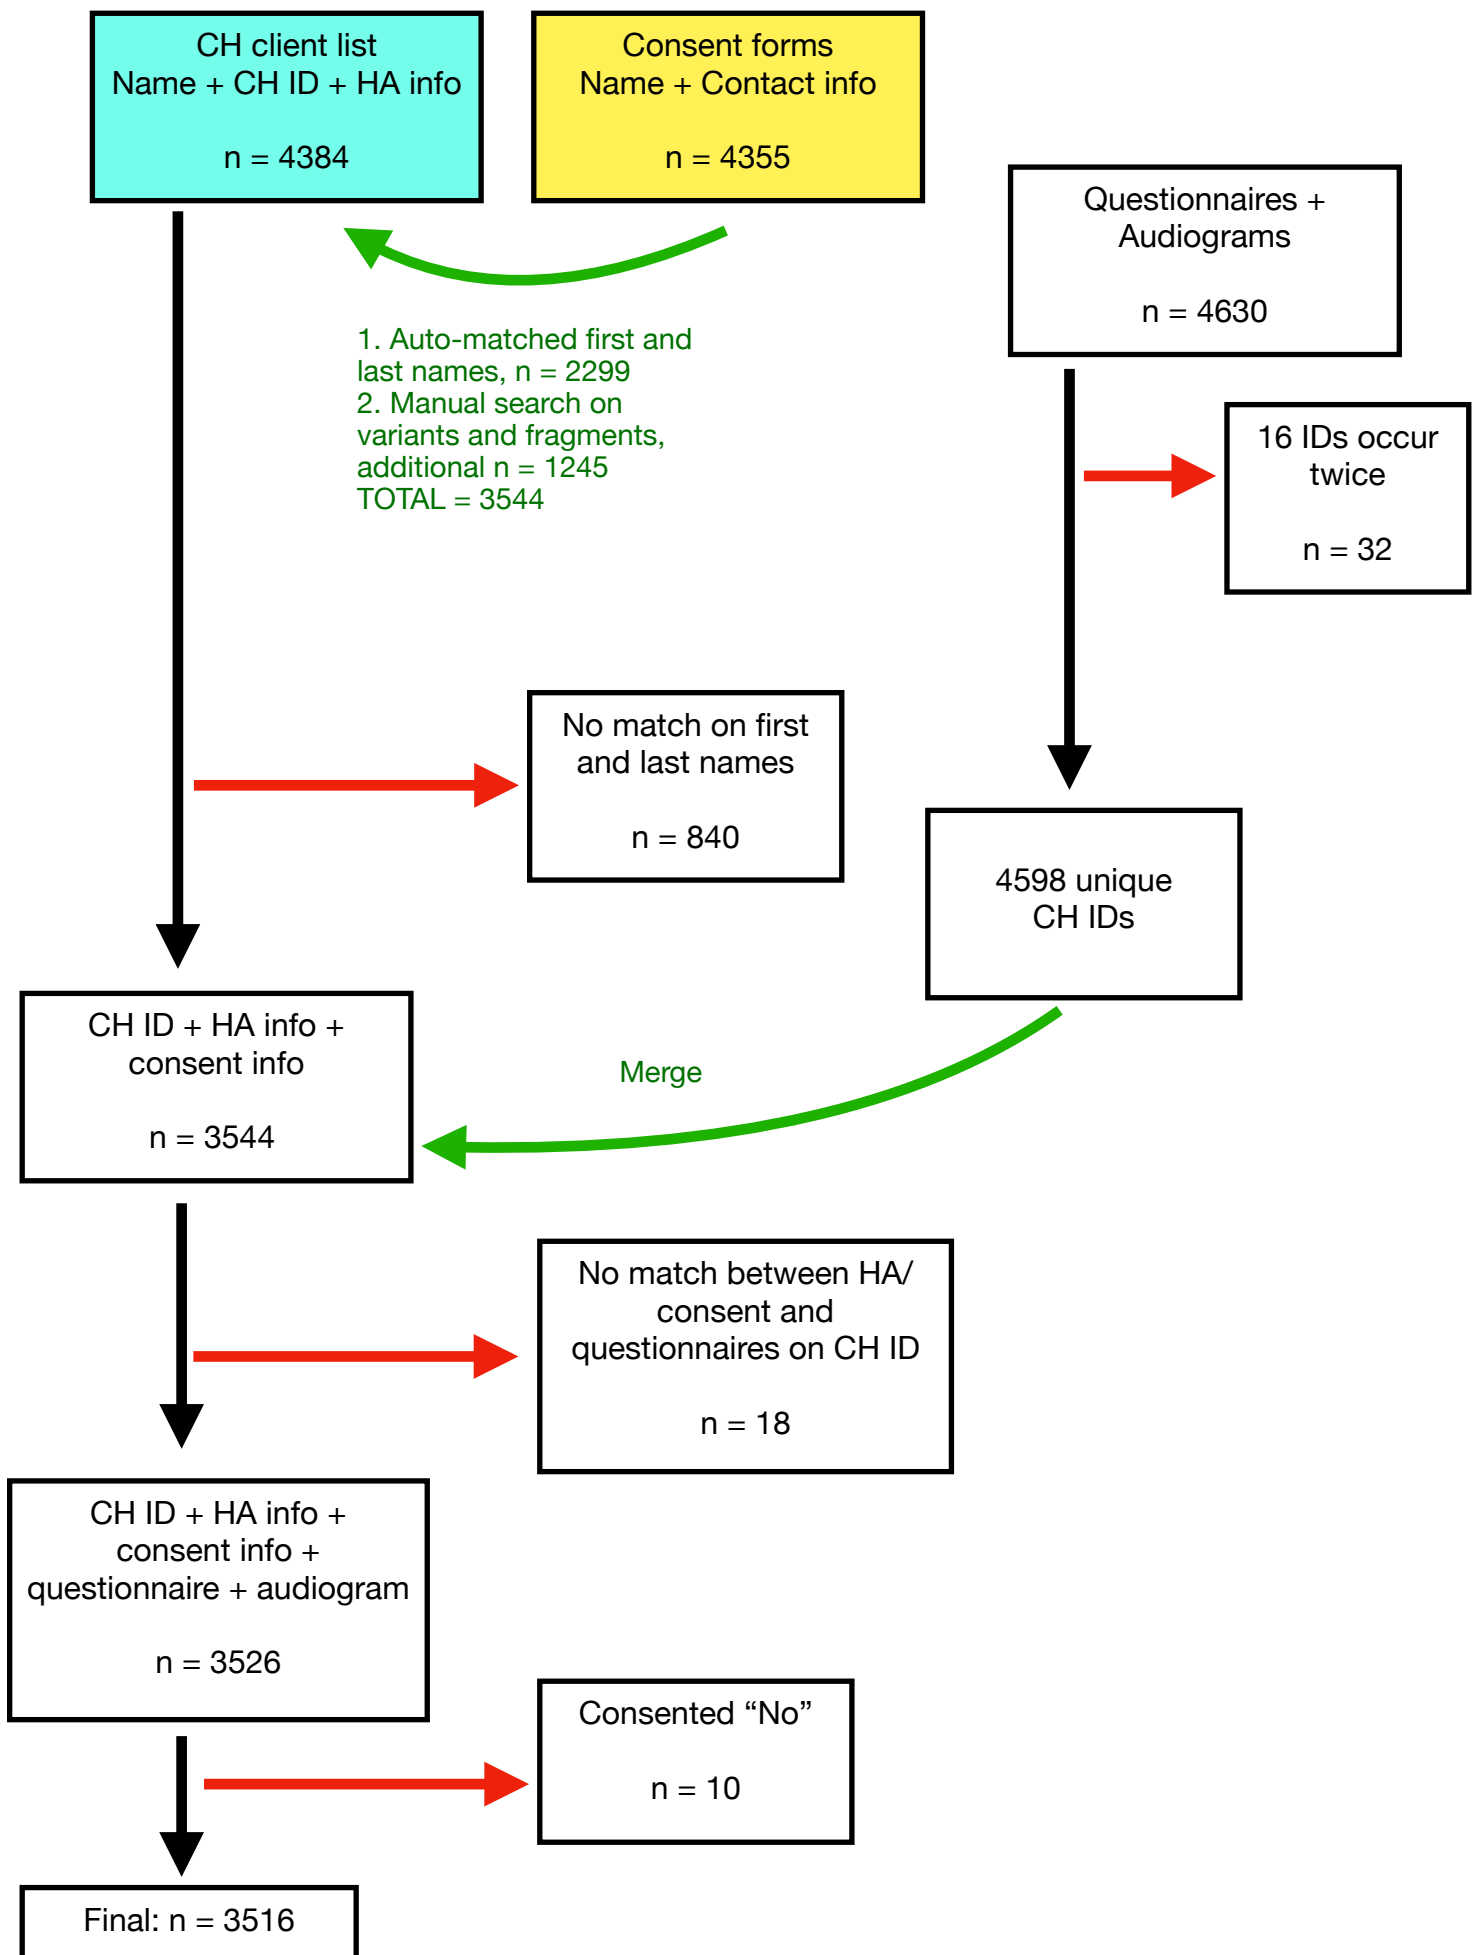 CH client list
Name + CH ID + HA info
n = 4384
Consent forms
Name + Contact info
n = 4355
Questionnaires +
Audiograms
n = 4630
1. Auto-matched first and
last names, n = 2299
2. Manual search on
variants and fragments,
additional n = 1245
TOTAL = 3544
16 IDs occur
twice
n = 32
No match on first
and last names
n = 840
4598 unique
CH IDs
CH ID + HA info +
consent info
n = 3544
Merge
No match between HA/
consent and
questionnaires on CH ID
n = 18
CH ID + HA info +
consent info +
questionnaire + audiogram
n = 3526
Consented “No”
n = 10
Final: n = 3516